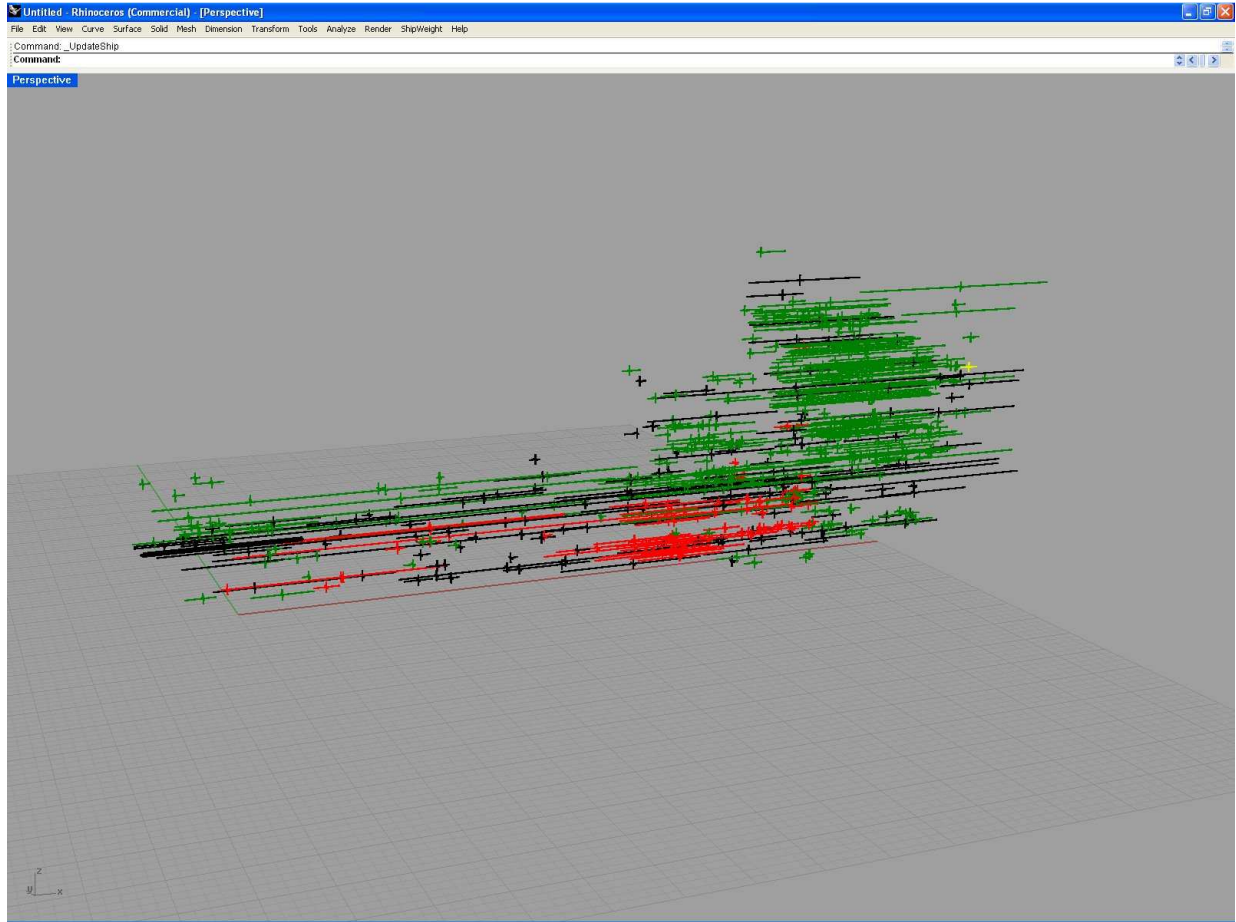 Untitled - Rhinoceros (Commercial) - [Perspective]
File Edit View Curve Surface Solid Mesh Dimension Transform Tools Analyze Render ShipWeight Help
Command: _UpdateShip
Command:
Perspective
z
y x